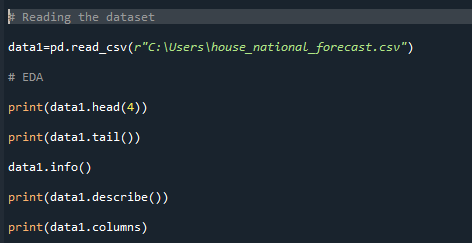 # Reading the dataset
data1=pd.read_csv(r"C:\Users\house_national_forecast.csv")
# EDA
print(data1.head(4))
print(data1.tail())
data1.info()
print(data1.describe())
print(data1.columns)